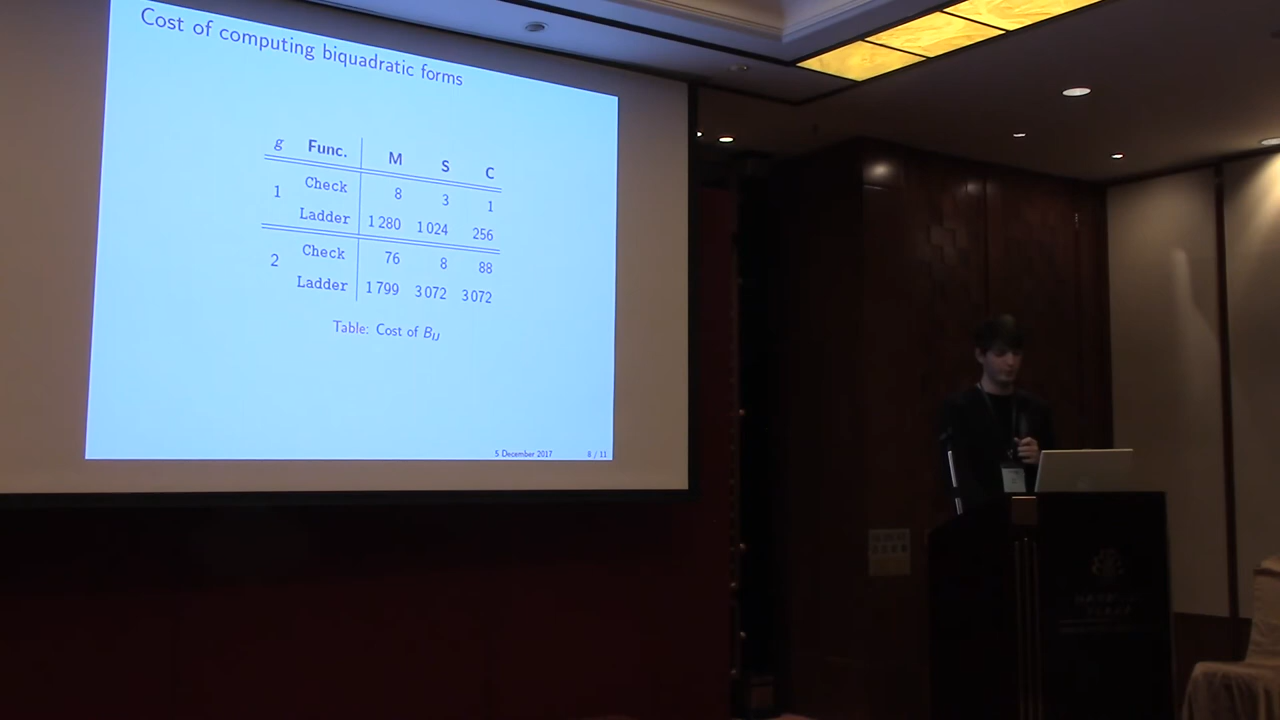 Cost of computing biquadratic forms
g Func. M S C
1 Check 8 3 1
Ladder 1 280 1 024 256
2 Check 76 8 88
Ladder 1 799 3 072 3 072
Table: Cost of B_IJ
5 December 2017 8 / 11